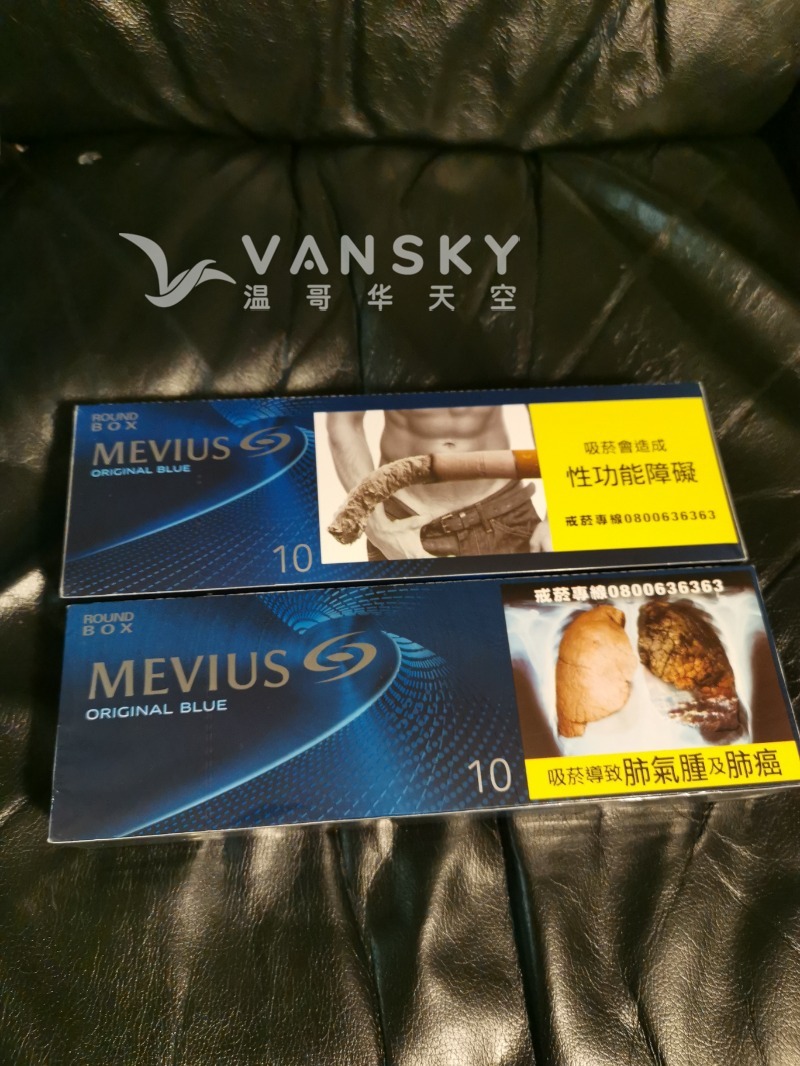 VANSKY
温哥华天空
ROUND
BOX
MEVIUS
ORIGINAL BLUE
10
吸菸會造成
性功能障礙
戒菸專線0800636363
ROUND
BOX
MEVIUS
ORIGINAL BLUE
10
戒菸專線0800636363
吸菸導致肺氣腫及肺癌